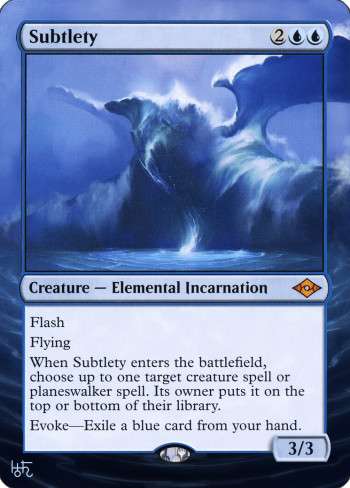 Subtlety 2
Creature — Elemental Incarnation
Flash
Flying
When Subtlety enters the battlefield,
choose up to one target creature spell or
planeswalker spell. Its owner puts it on
the top or bottom of their library.
Evoke—Exile a blue card from your hand.
3/3